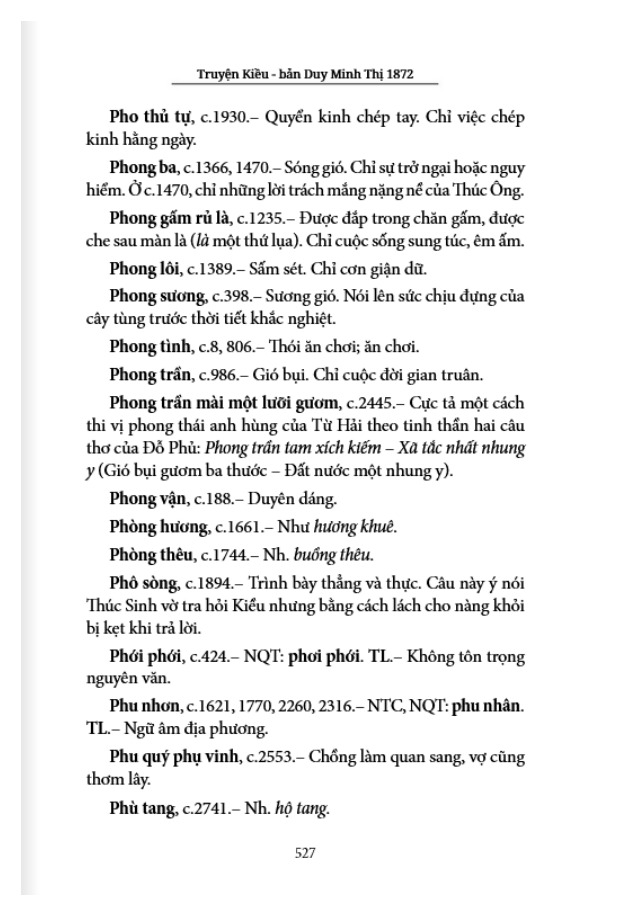 Truyện Kiều - bản Duy Minh Thị 1872
Pho thủ tự, c.1930.– Quyển kinh chép tay. Chỉ việc chép
kinh hằng ngày.
Phong ba, c.1366, 1470.– Sóng gió. Chỉ sự trở ngại hoặc nguy
hiểm. Ở c.1470, chỉ những lời trách mắng nặng nề của Thúc Ông.
Phong gấm rủ là, c.1235.– Được đắp trong chăn gấm, được
che sau màn là (là một thứ lụa). Chỉ cuộc sống sung túc, êm ấm.
Phong lôi, c.1389.– Sấm sét. Chỉ cơn giận dữ.
Phong sương, c.398.– Sương gió. Nói lên sức chịu đựng của
cây tùng trước thời tiết khắc nghiệt.
Phong tình, c.8, 806.– Thói ăn chơi; ăn chơi.
Phong trần, c.986.– Gió bụi. Chỉ cuộc đời gian truân.
Phong trần mài một lưỡi gươm, c.2445.– Cực tả một cách
thi vị phong thái anh hùng của Từ Hải theo tinh thần hai câu
thơ của Đỗ Phủ: Phong trần tam xích kiếm – Xã tắc nhất nhung
y (Gió bụi gươm ba thước – Đất nước một nhung y).
Phong vận, c.188.– Duyên dáng.
Phòng hương, c.1661.– Như hương khuê.
Phòng thêu, c.1744.– Nh. buồng thêu.
Phô sòng, c.1894.– Trình bày thẳng và thực. Câu này ý nói
Thúc Sinh vờ tra hỏi Kiều nhưng bằng cách lách cho nàng khỏi
bị kẹt khi trả lời.
Phới phới, c.424.– NQT: phơi phới. TL.– Không tôn trọng
nguyên văn.
Phu nhơn, c.1621, 1770, 2260, 2316.– NTC, NQT: phu nhân.
TL.– Ngữ âm địa phương.
Phu quý phụ vinh, c.2553.– Chồng làm quan sang, vợ cũng
thơm lây.
Phù tang, c.2741.– Nh. hộ tang.
527